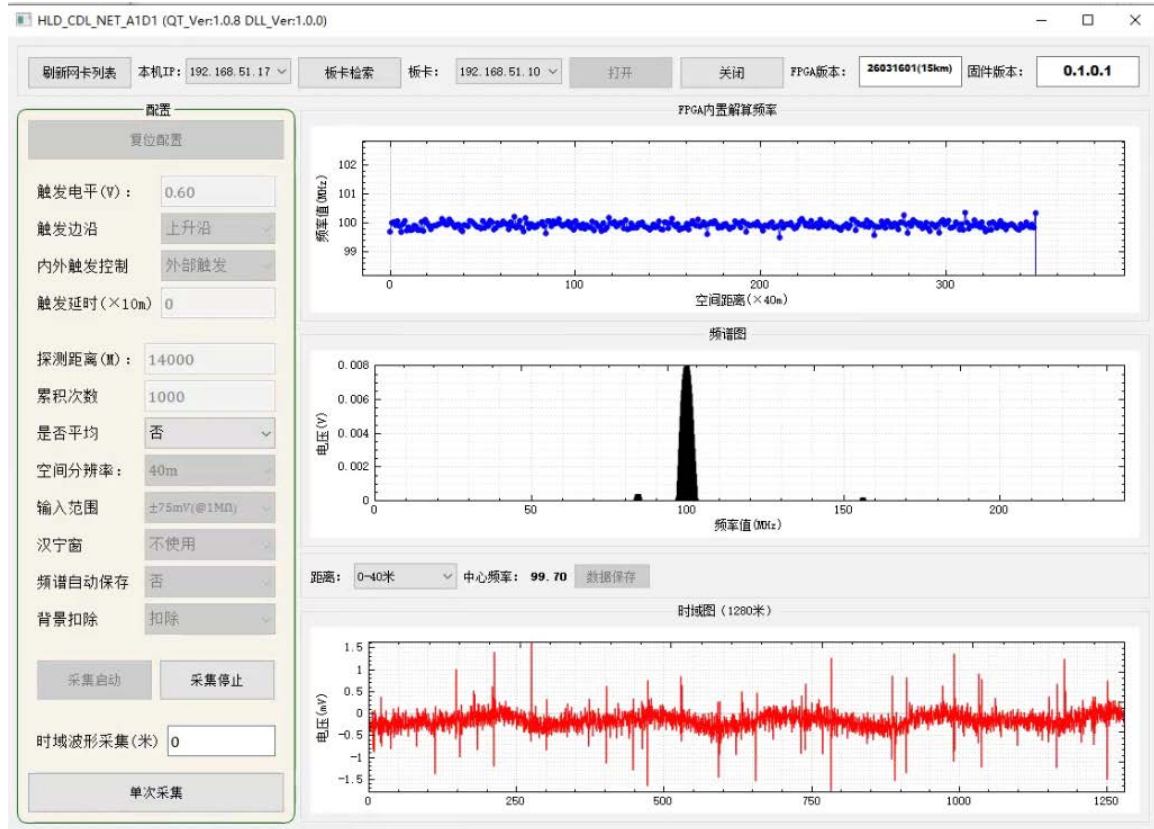 HLD_CDL_NET_A1D1 (QT_Ver:1.0.8 DLL_Ver:1.0.0)
刷新网卡列表 本机IP: 192.168.51.17 板卡检索 板卡: 192.168.51.10 打开 关闭 FPGA版本: 26031601(15km) 固件版本: 0.1.0.1
配置
复位配置
触发电平(V): 0.60
触发边沿 上升沿
内外触发控制 外部触发
触发延时(×10m) 0
探测距离(M): 14000
累积次数 1000
是否平均 否
空间分辨率: 40m
输入范围 ±75mV(@1MΩ)
汉宁窗 不使用
频谱自动保存 否
背景扣除 扣除
采集启动 采集停止
时域波形采集(米) 0
单次采集
FPGA内置解算频率
频率值(MHz)
102
101
100
99
0 100 200 300
空间距离(×40m)
频谱图
电压(V)
0.008
0.006
0.004
0.002
0
0 50 100 150 200
频率值(MHz)
距离: 0-40米 中心频率: 99.70 数据保存
时域图(1280米)
电压(mV)
1.5
1
0.5
0
-0.5
-1
-1.5
0 250 500 750 1000 1250